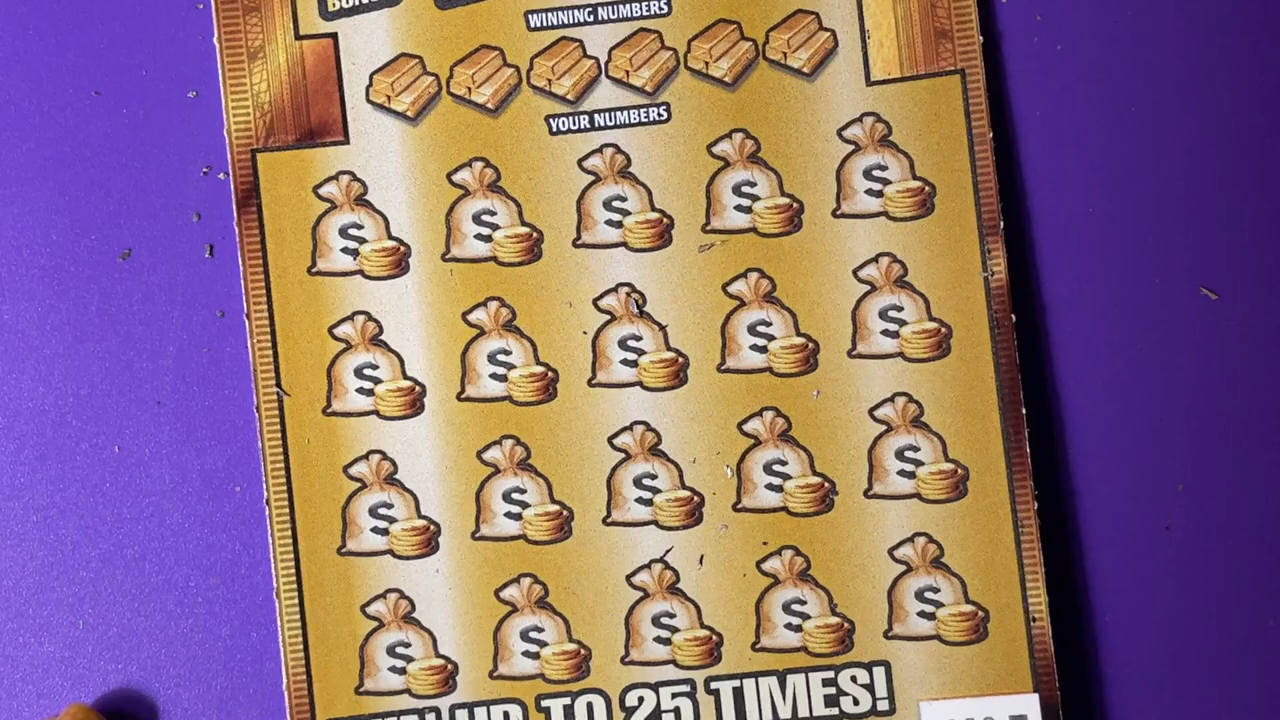 WINNING NUMBERS
YOUR NUMBERS
$ $ $ $ $
$ $ $ $ $
$ $ $ $ $
$ $ $ $ $
UP TO 25 TIMES!